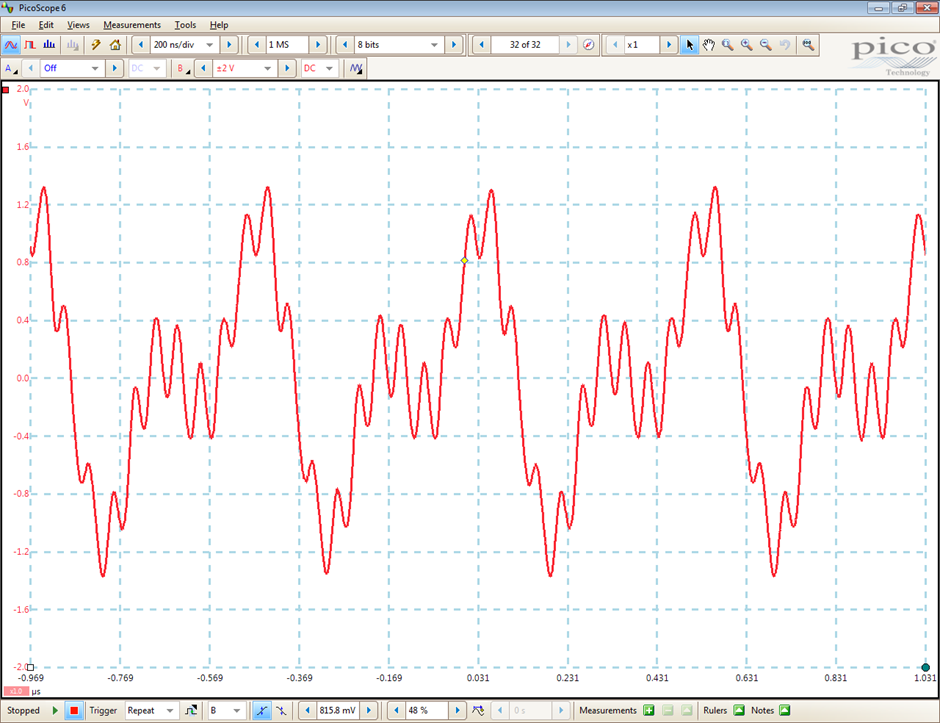 PicoScope 6
File Edit Views Measurements Tools Help
200 ns/div 1 MS 8 bits 32 of 32 x 1
pico
Technology
A Off DC B ±2 V DC
2.0
V
1.6
1.2
0.8
0.4
0.0
-0.4
-0.8
-1.2
-1.6
-2.0
-0.969 -0.769 -0.569 -0.369 -0.169 0.031 0.231 0.431 0.631 0.831 1.031
x1.0 µs
Stopped Trigger Repeat B 815.8 mV 48 % 0 s Measurements Rulers Notes